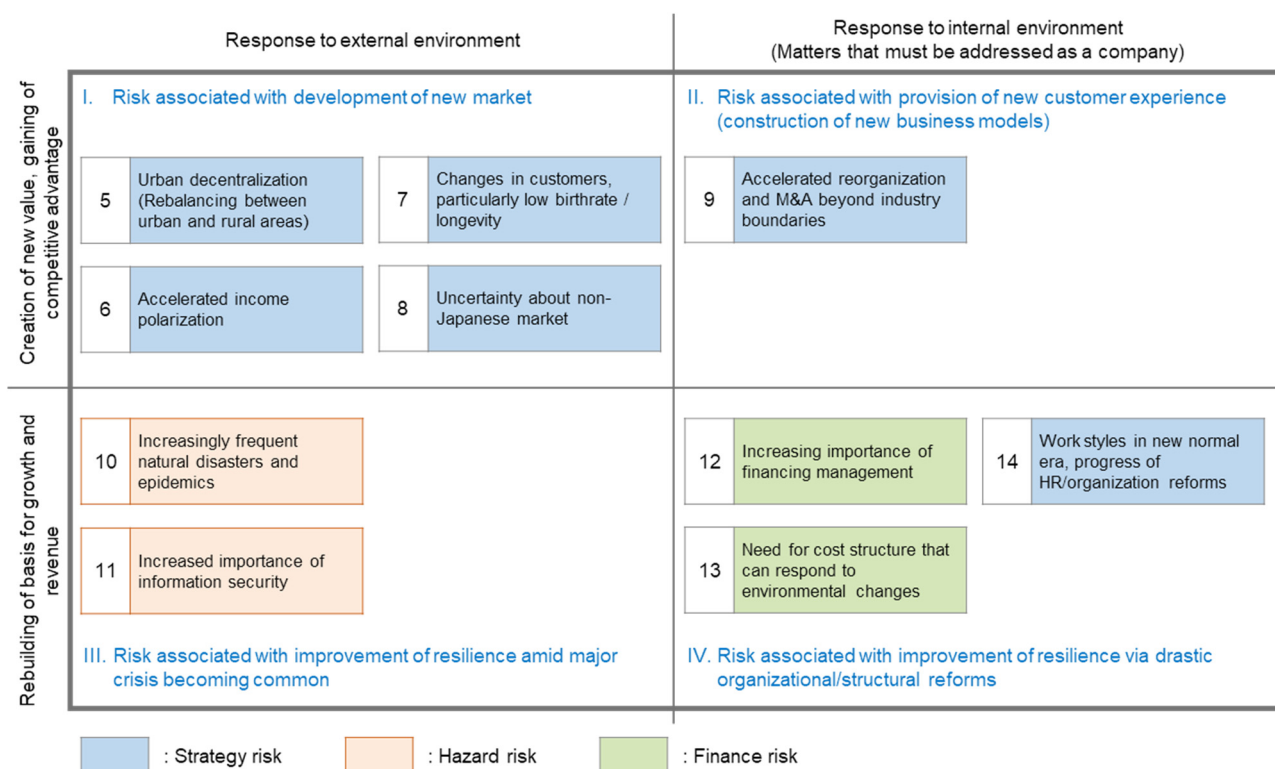 Response to external environment
Response to internal environment
(Matters that must be addressed as a company)
Creation of new value, gaining of
competitive advantage
I. Risk associated with development of new market
5
Urban decentralization
(Rebalancing between
urban and rural areas)
7
Changes in customers,
particularly low birthrate /
longevity
6
Accelerated income
polarization
8
Uncertainty about non-
Japanese market
II. Risk associated with provision of new customer experience
(construction of new business models)
9
Accelerated reorganization
and M&A beyond industry
boundaries
Rebuilding of basis for growth and
revenue
10
Increasingly frequent
natural disasters and
epidemics
11
Increased importance of
information security
III. Risk associated with improvement of resilience amid major
crisis becoming common
12
Increasing importance of
financing management
14
Work styles in new normal
era, progress of
HR/organization reforms
13
Need for cost structure that
can respond to
environmental changes
IV. Risk associated with improvement of resilience via drastic
organizational/structural reforms
: Strategy risk
: Hazard risk
: Finance risk